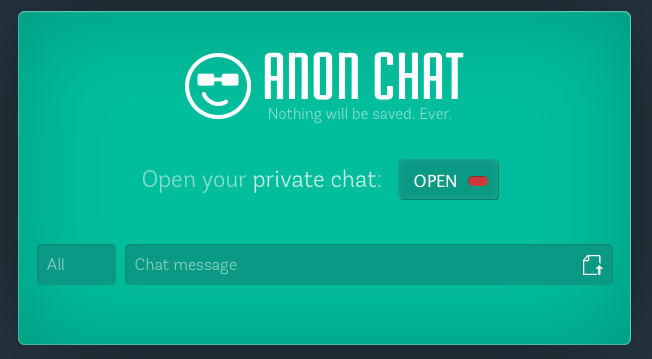 ANON CHAT
Nothing will be saved. Ever.
Open your private chat: OPEN
All Chat message